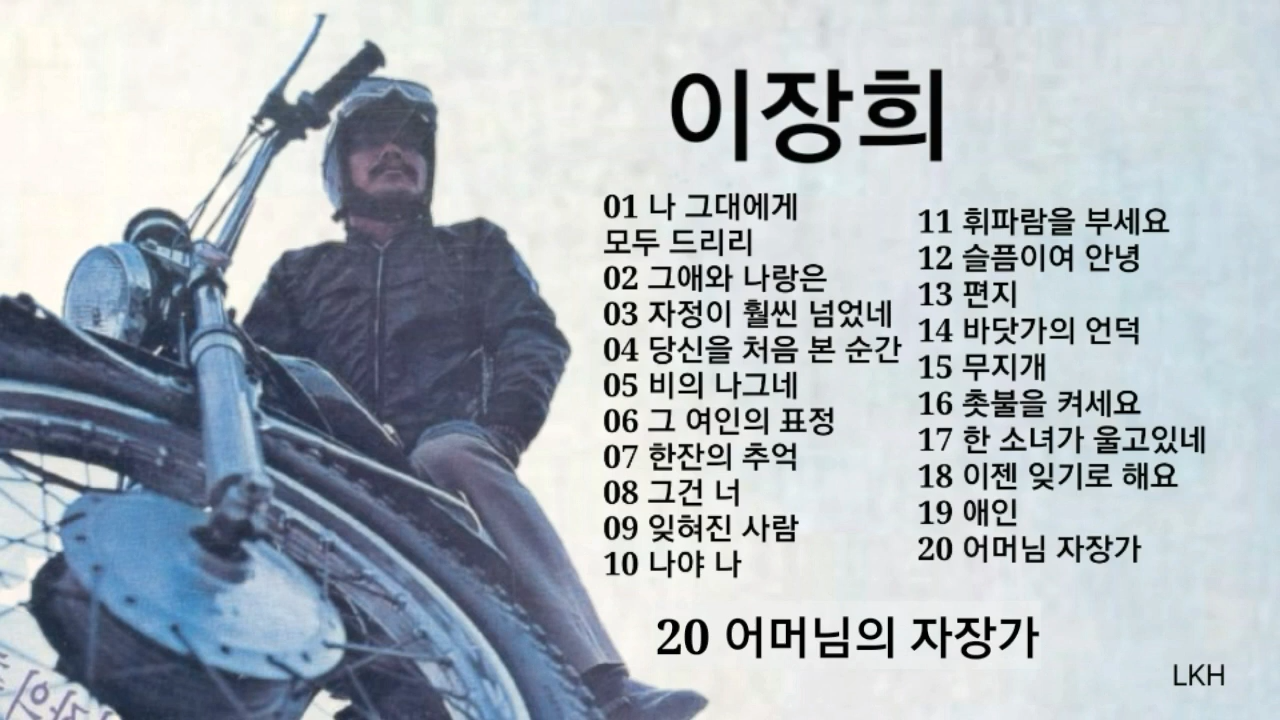 이장희
01 나 그대에게
모두 드리리
02 그애와 나랑은
03 자정이 훨씬 넘었네
04 당신을 처음 본 순간
05 비의 나그네
06 그 여인의 표정
07 한잔의 추억
08 그건 너
09 잊혀진 사람
10 나야 나
11 휘파람을 부세요
12 슬픔이여 안녕
13 편지
14 바닷가의 언덕
15 무지개
16 촛불을 켜세요
17 한 소녀가 울고있네
18 이젠 잊기로 해요
19 애인
20 어머님 자장가
20 어머님의 자장가
LKH